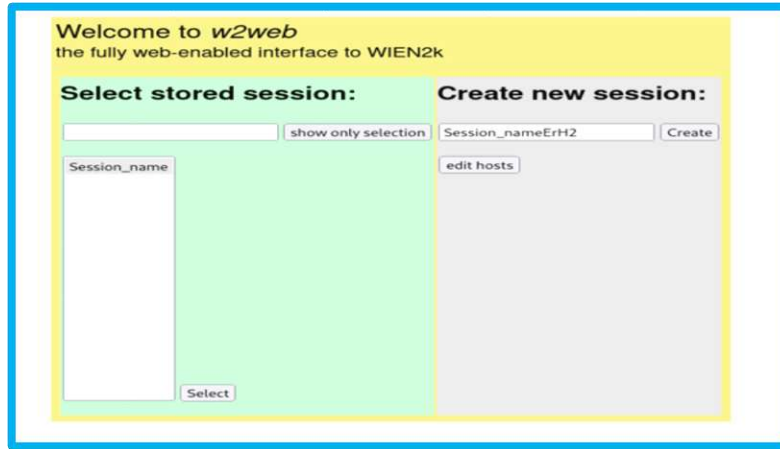 Welcome to w2web
the fully web-enabled interface to WIEN2k
Select stored session:
show only selection
Session_name
Select
Create new session:
Session_nameErH2
Create
edit hosts